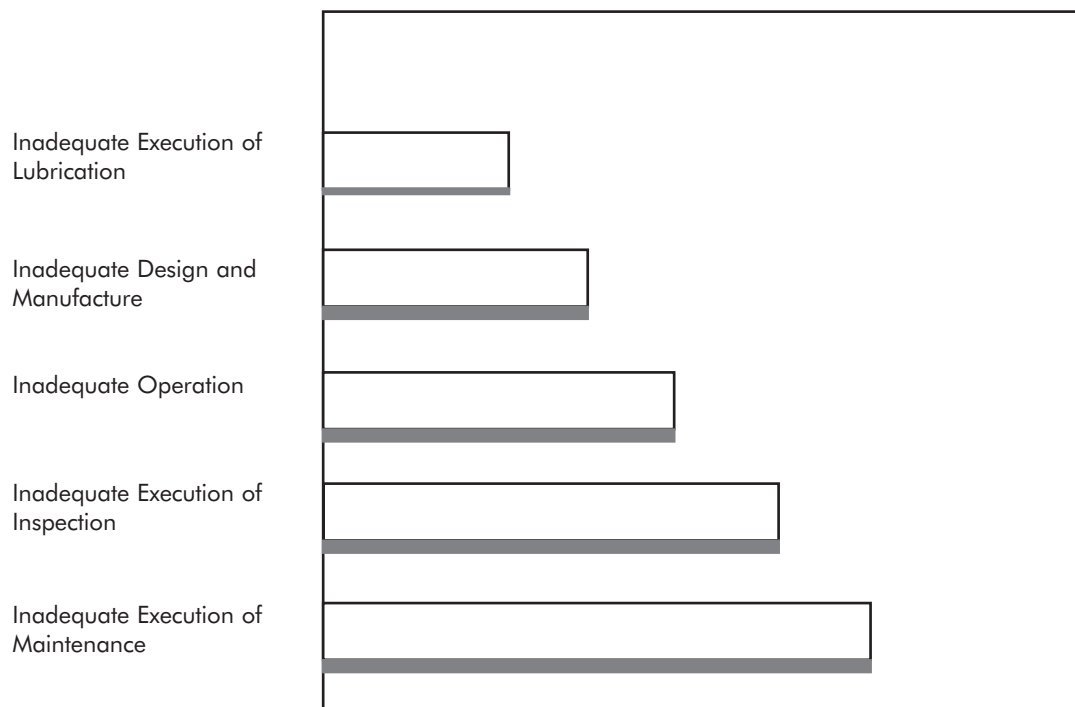 Inadequate Execution of
Lubrication
Inadequate Design and
Manufacture
Inadequate Operation
Inadequate Execution of
Inspection
Inadequate Execution of
Maintenance